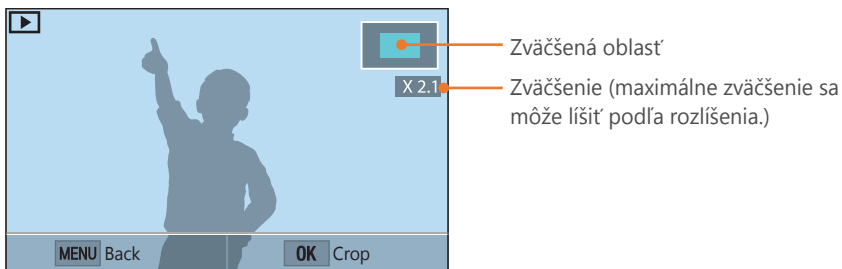 Zväčšená oblasť
X 2.1
Zväčšenie (maximálne zväčšenie sa
môže líšiť podľa rozlíšenia.)
MENU Back
OK Crop